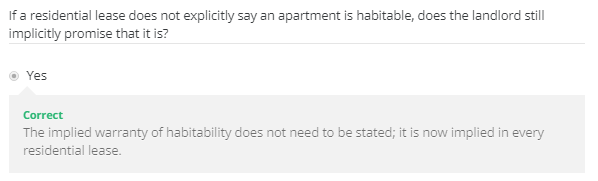 If a residential lease does not explicitly say an apartment is habitable, does the landlord still
implicitly promise that it is?
Yes
Correct
The implied warranty of habitability does not need to be stated; it is now implied in every
residential lease.